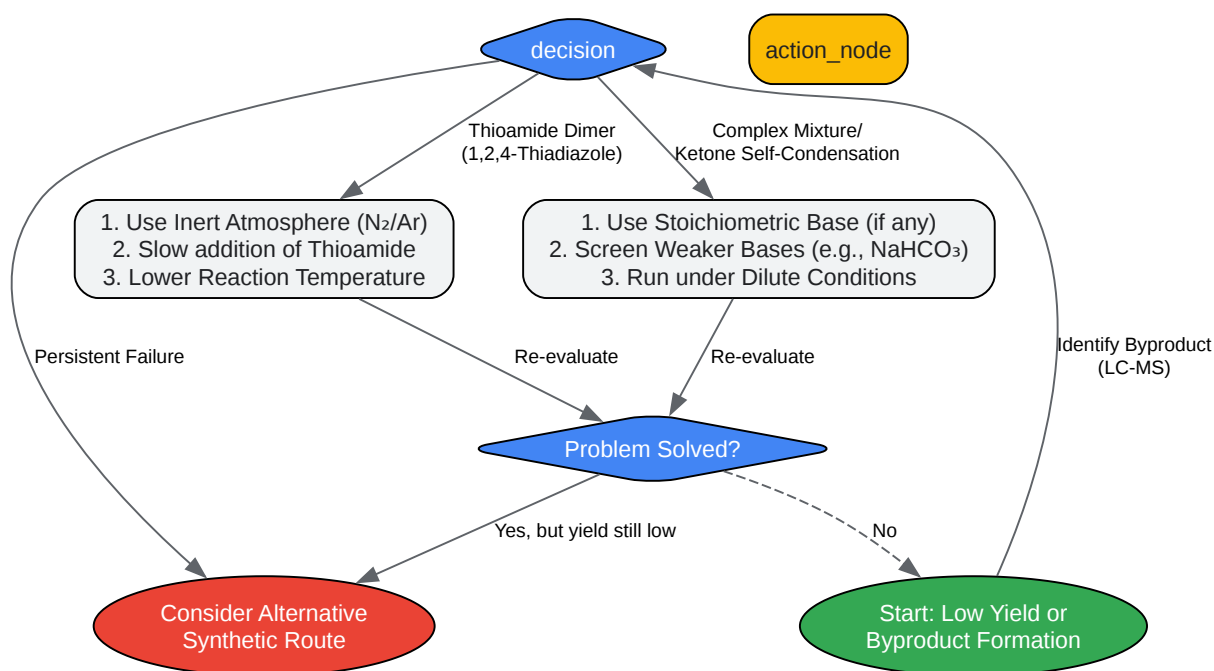 decision
action_node
Thioamide Dimer
(1,2,4-Thiadiazole)
Complex Mixture/
Ketone Self-Condensation
1. Use Inert Atmosphere (N₂/Ar)
2. Slow addition of Thioamide
3. Lower Reaction Temperature
1. Use Stoichiometric Base (if any)
2. Screen Weaker Bases (e.g., NaHCO₃)
3. Run under Dilute Conditions
Persistent Failure
Re-evaluate
Re-evaluate
Identify Byproduct
(LC-MS)
Problem Solved?
Yes, but yield still low
No
Consider Alternative
Synthetic Route
Start: Low Yield or
Byproduct Formation